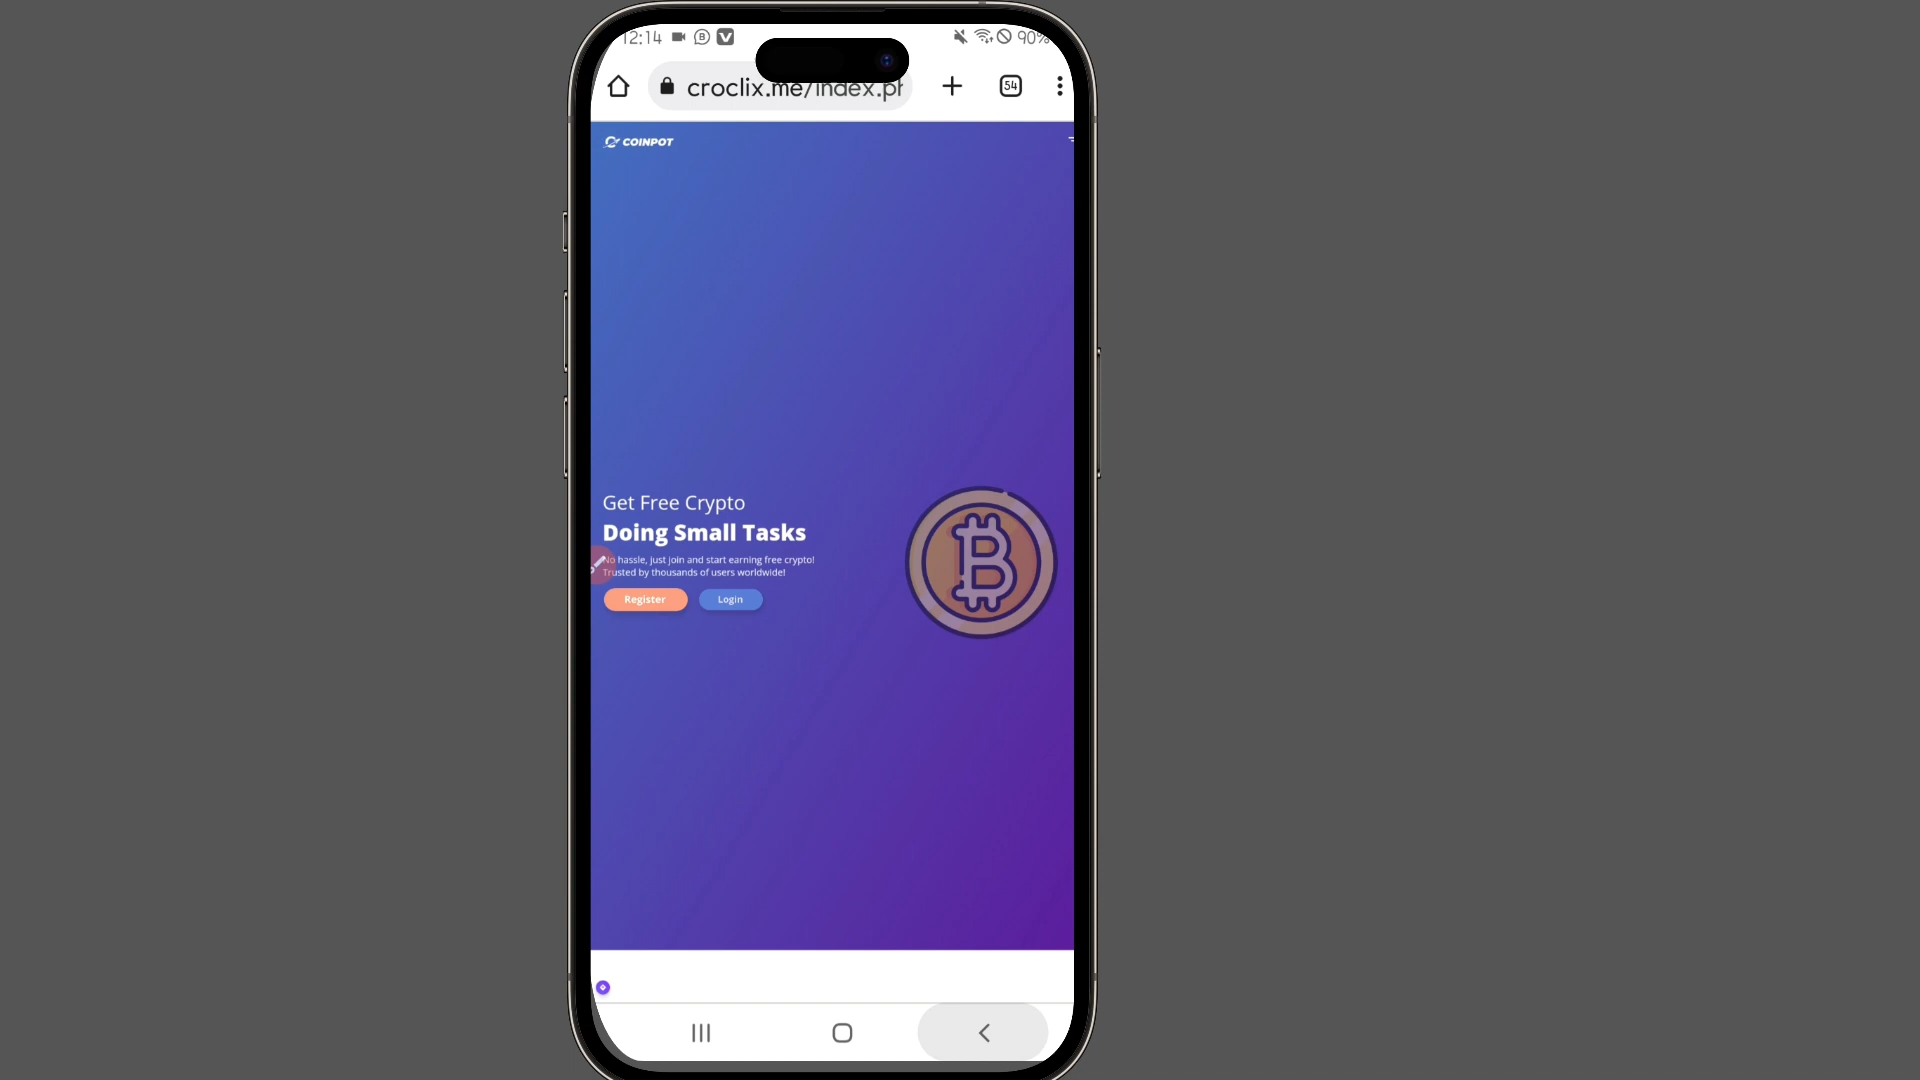 12:14
90%
croclix.me/index.ph
54
COINPOT
Get Free Crypto
Doing Small Tasks
No hassle, just join and start earning free crypto!
Trusted by thousands of users worldwide!
Register
Login